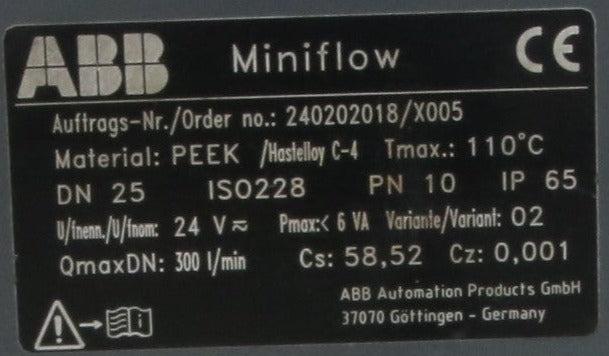 ABB Miniflow CE
Auftrags-Nr./Order no.: 240202018/X005
Material: PEEK /Hastelloy C-4 Tmax.: 110°C
DN 25 ISO228 PN 10 IP 65
U/inenn./U/inom: 24 V ≂ Pmax:< 6 VA Variante/Variant: 02
QmaxDN: 300 l/min Cs: 58,52 Cz: 0,001
ABB Automation Products GmbH
37070 Göttingen - Germany